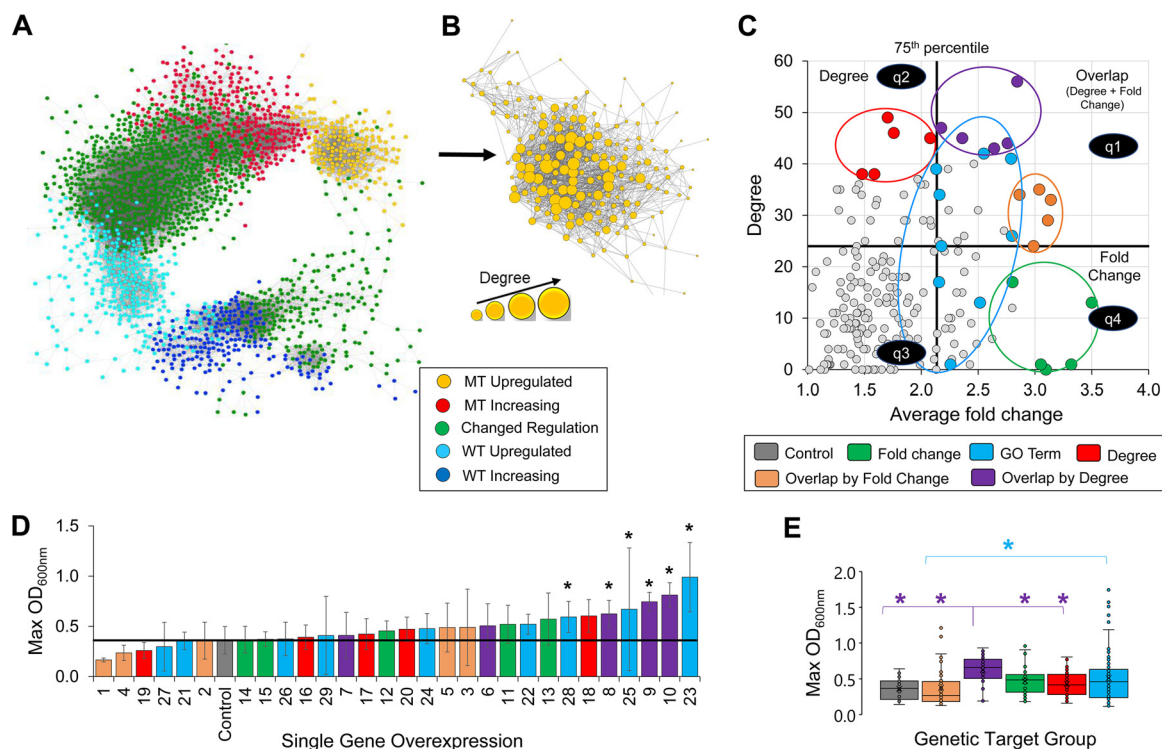 A
B
Degree
MT Upregulated
MT Increasing
Changed Regulation
WT Upregulated
WT Increasing
C
75th percentile
Degree
q2
Overlap
(Degree + Fold
Change)
q1
Fold
Change
q4
q3
Degree
60
50
40
30
20
10
0
1.0 1.5 2.0 2.5 3.0 3.5 4.0
Average fold change
Control Fold change GO Term Degree
Overlap by Fold Change Overlap by Degree
D
Max OD600nm
1.5
1.0
0.5
0.0
* * * * * *
1 4 19 27 21 2 Control 14 15 26 16 29 7 17 12 20 24 5 3 6 11 22 13 28 18 8 25 9 10 23
Single Gene Overexpression
E
Max OD600nm
2.0
1.5
1.0
0.5
0.0
*
* * * *
Genetic Target Group